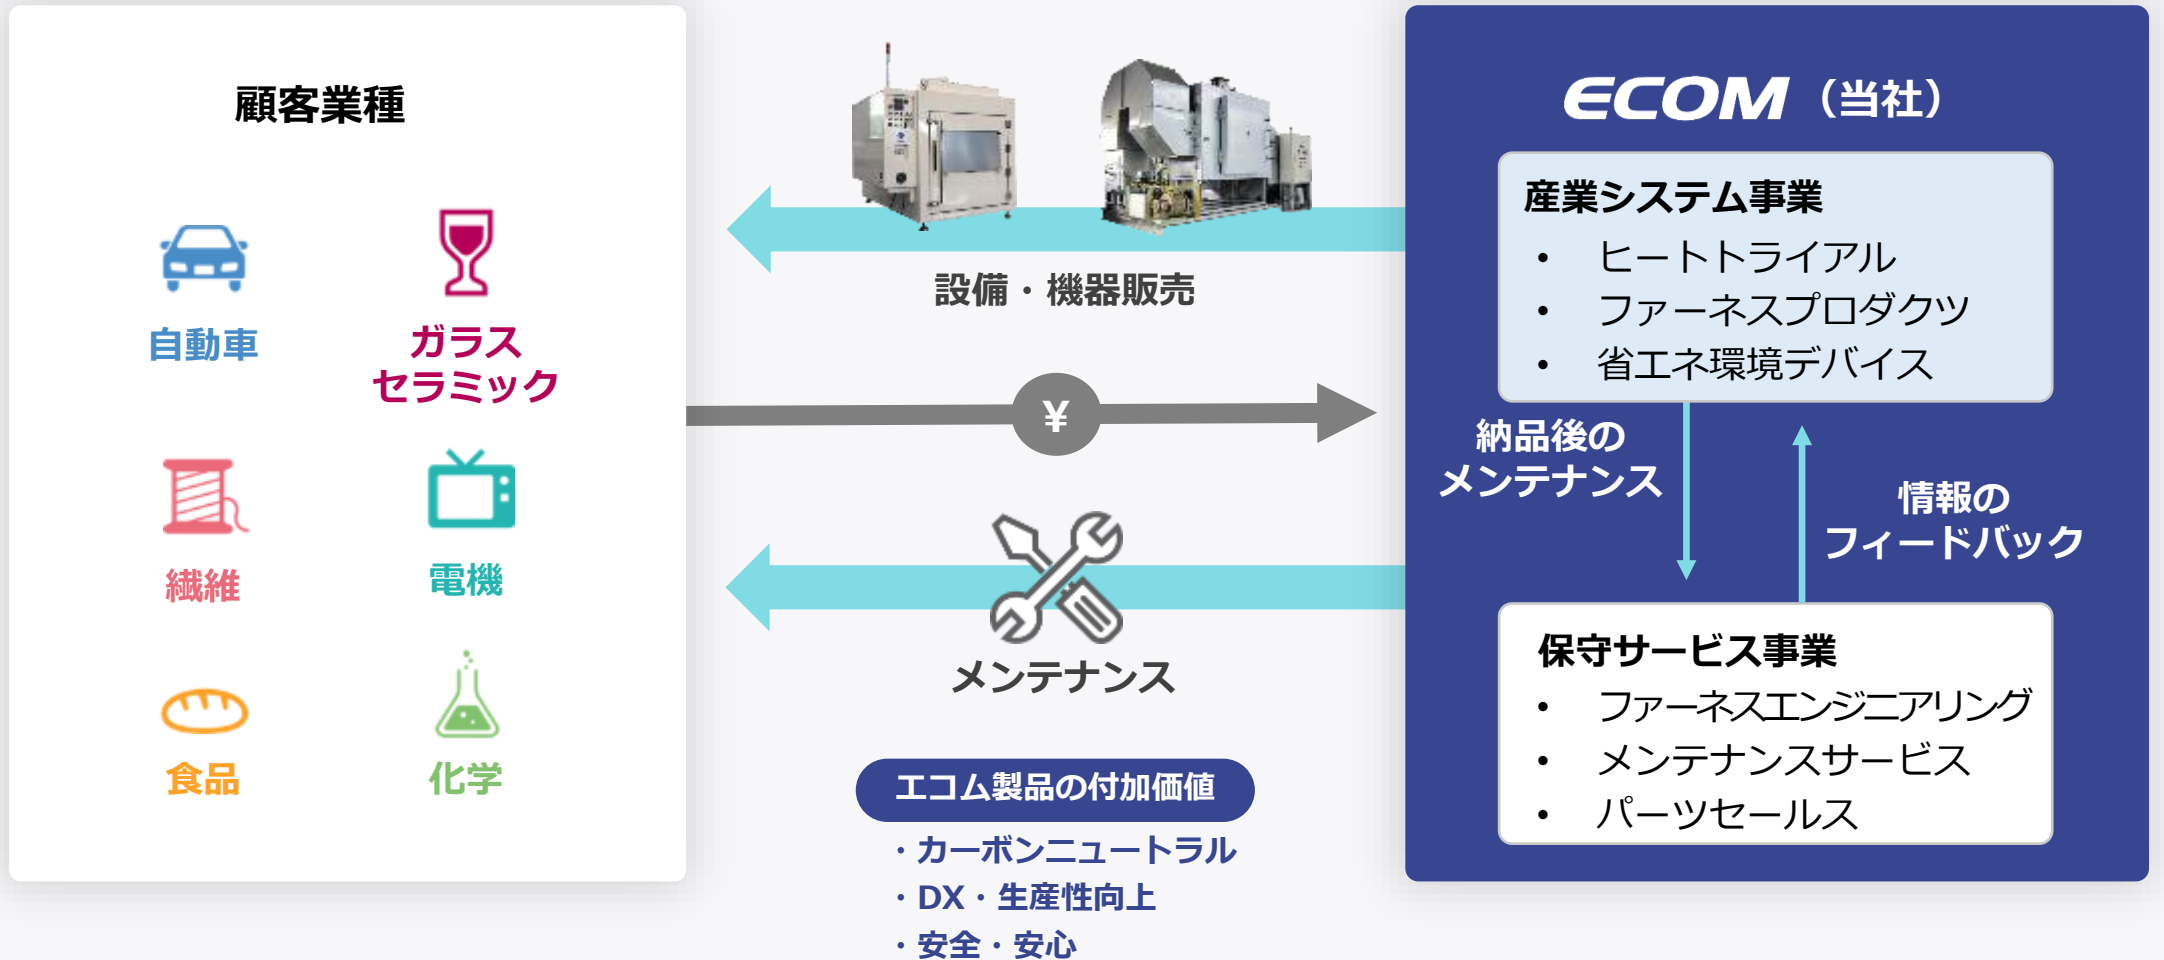 顧客業種
自動車
ガラス
セラミック
繊維
電機
食品
化学
設備・機器販売
¥
メンテナンス
エコム製品の付加価値
・カーボンニュートラル
・DX・生産性向上
・安全・安心
ECOM（当社）
産業システム事業
• ヒートトライアル
• ファーネスプロダクツ
• 省エネ環境デバイス
納品後の
メンテナンス
情報の
フィードバック
保守サービス事業
• ファーネスエンジニアリング
• メンテナンスサービス
• パーツセールス